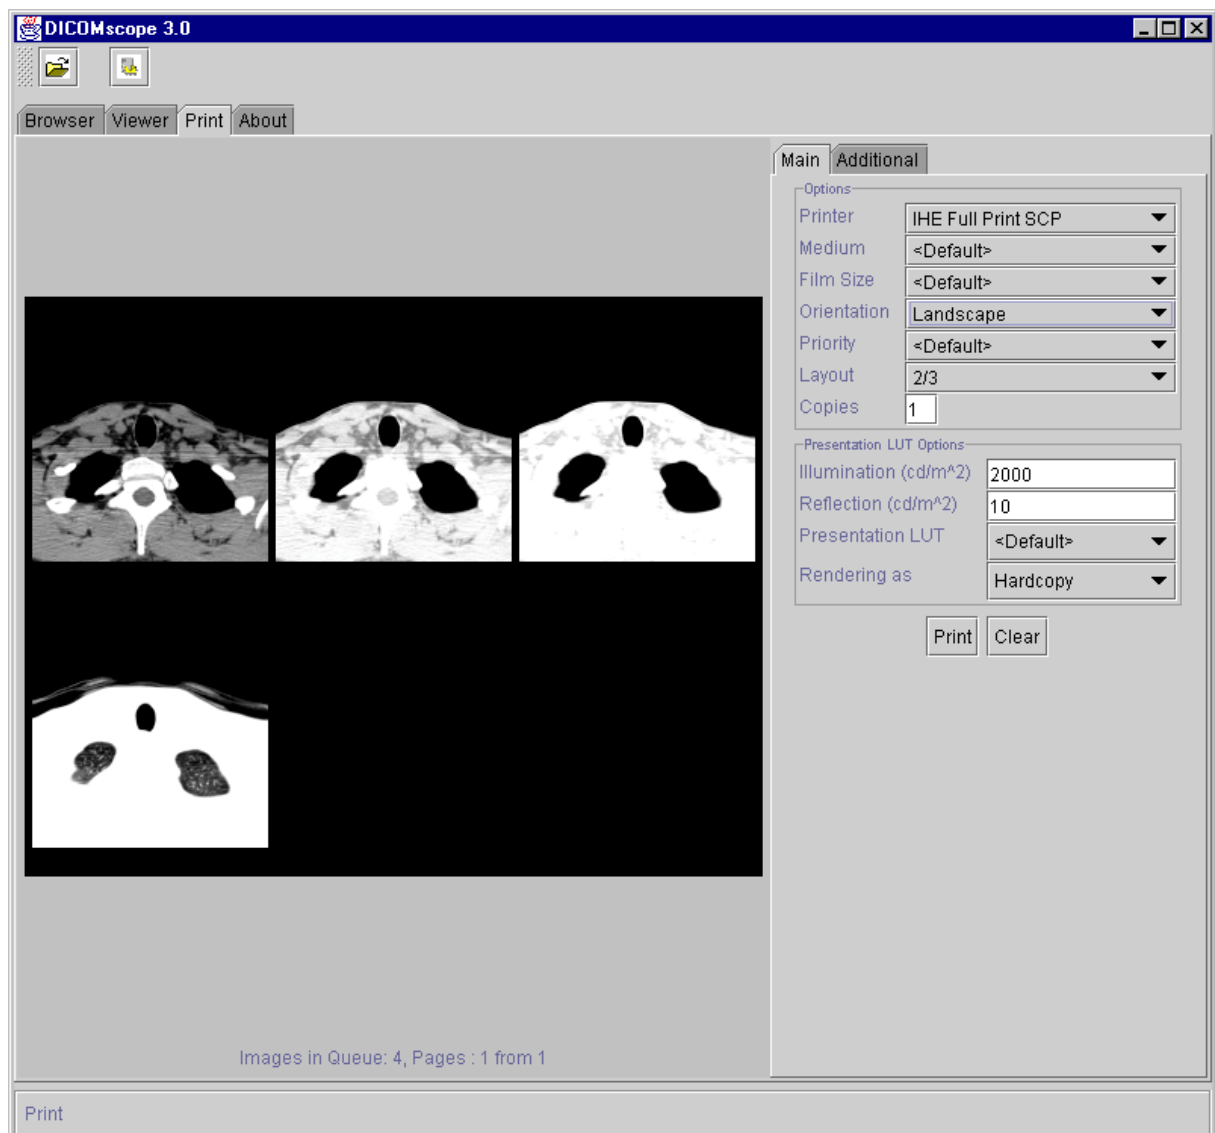 DICOMscope 3.0
Browser Viewer Print About
Main Additional
Options
Printer IHE Full Print SCP
Medium <Default>
Film Size <Default>
Orientation Landscape
Priority <Default>
Layout 2/3
Copies 1
Presentation LUT Options
Illumination (cd/m^2) 2000
Reflection (cd/m^2) 10
Presentation LUT <Default>
Rendering as Hardcopy
Print Clear
Images in Queue: 4, Pages : 1 from 1
Print